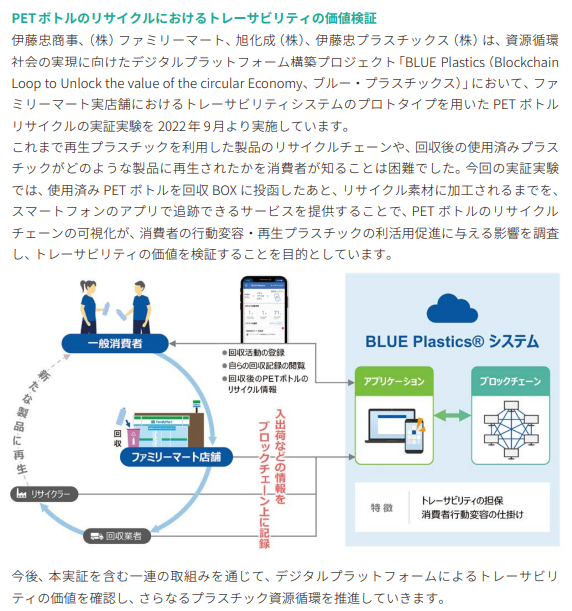 PETボトルのリサイクルにおけるトレーサビリティの価値検証
伊藤忠商事、（株）ファミリーマート、旭化成（株）、伊藤忠プラスチックス（株）は、資源循環
社会の実現に向けたデジタルプラットフォーム構築プロジェクト「BLUE Plastics（Blockchain
Loop to Unlock the value of the circular Economy、ブルー・プラスチックス）」において、ファ
ミリーマート実店舗におけるトレーサビリティシステムのプロトタイプを用いたPETボトル
リサイクルの実証実験を2022年9月より実施しています。
これまで再生プラスチックを利用した製品のリサイクルチェーンや、回収後の使用済みプラス
チックがどのような製品に再生されたかを消費者が知ることは困難でした。今回の実証実験
では、使用済みPETボトルを回収BOXに投函したあと、リサイクル素材に加工されるまでを、
スマートフォンのアプリで追跡できるサービスを提供することで、PETボトルのリサイクル
チェーンの可視化が、消費者の行動変容・再生プラスチックの利活用促進に与える影響を調査
し、トレーサビリティの価値を検証することを目的としています。
一般消費者
●回収活動の登録
●自らの回収記録の閲覧
●回収後のPETボトルの
リサイクル情報
BLUE Plastics® システム
アプリケーション
ブロックチェーン
新たな製品に再生
回収
FamilyMart
ファミリーマート店舗
入出荷などの情報を
ブロックチェーン上に記録
リサイクラー
回収業者
特徴
トレーサビリティの担保
消費者行動変容の仕掛け
今後、本実証を含む一連の取組みを通じて、デジタルプラットフォームによるトレーサビリ
ティの価値を確認し、さらなるプラスチック資源循環を推進していきます。